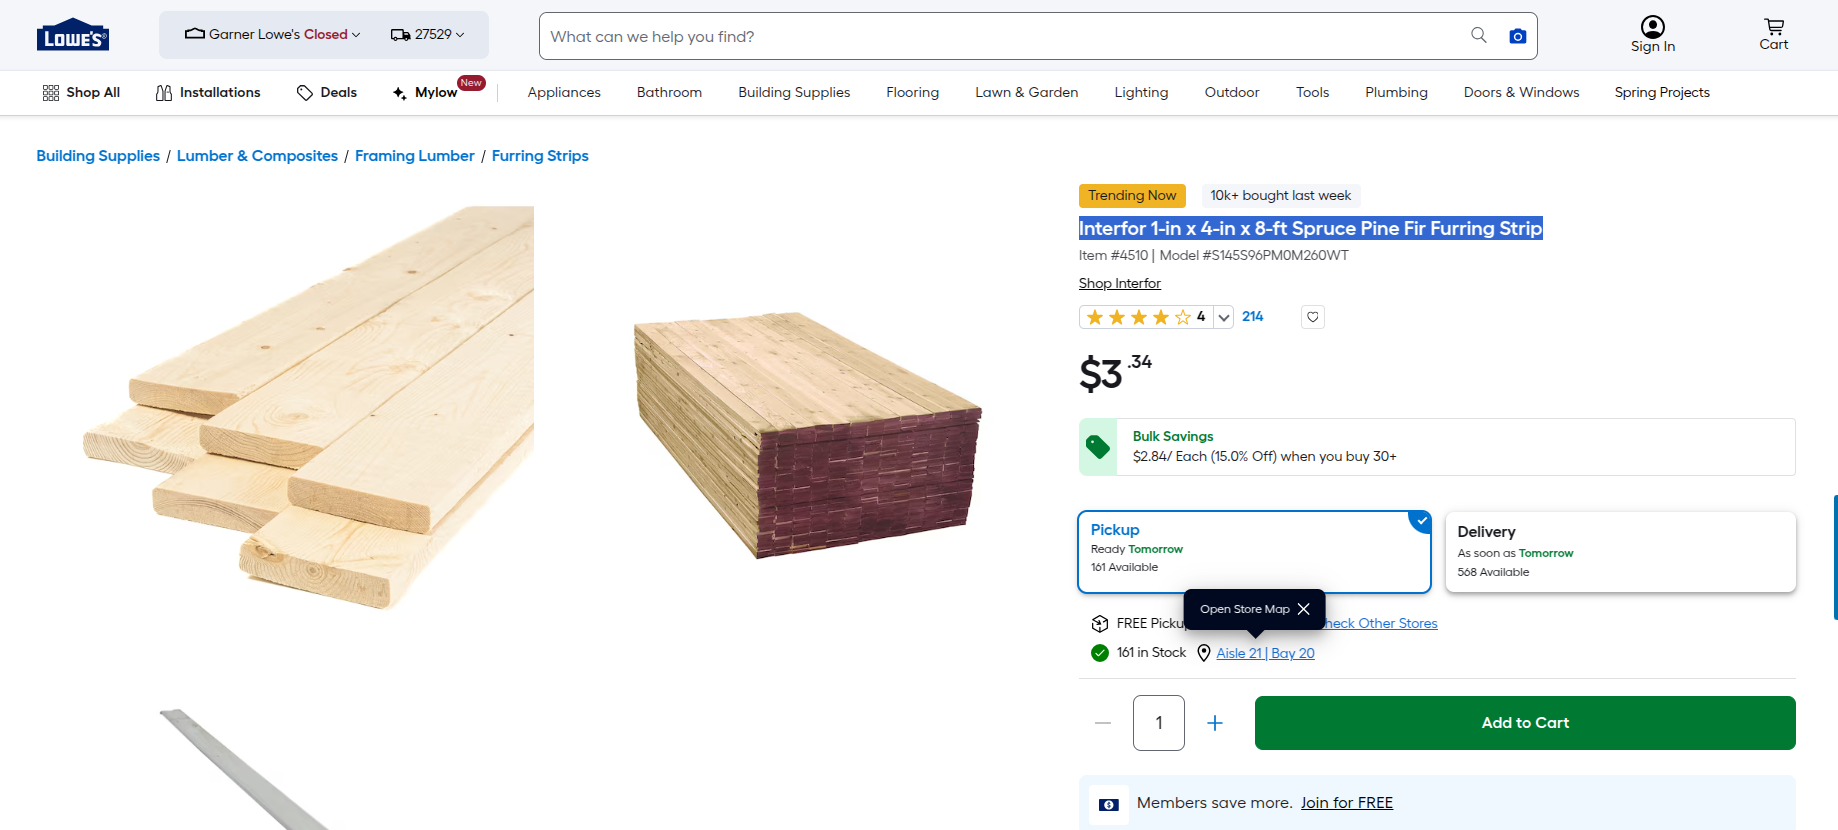 LOWE'S
Garner Lowe's Closed
27529
What can we help you find?
Sign In
Cart
Shop All
Installations
Deals
Mylow
New
Appliances
Bathroom
Building Supplies
Flooring
Lawn & Garden
Lighting
Outdoor
Tools
Plumbing
Doors & Windows
Spring Projects
Building Supplies / Lumber & Composites / Framing Lumber / Furring Strips
Trending Now
10k+ bought last week
Interfor 1-in x 4-in x 8-ft Spruce Pine Fir Furring Strip
Item #4510 | Model #S145S96PM0M260WT
Shop Interfor
4
214
$3.34
Bulk Savings
$2.84/ Each (15.0% Off) when you buy 30+
Pickup
Ready Tomorrow
161 Available
Delivery
As soon as Tomorrow
568 Available
Open Store Map
FREE Picku
heck Other Stores
161 in Stock
Aisle 21 | Bay 20
1
Add to Cart
Members save more. Join for FREE